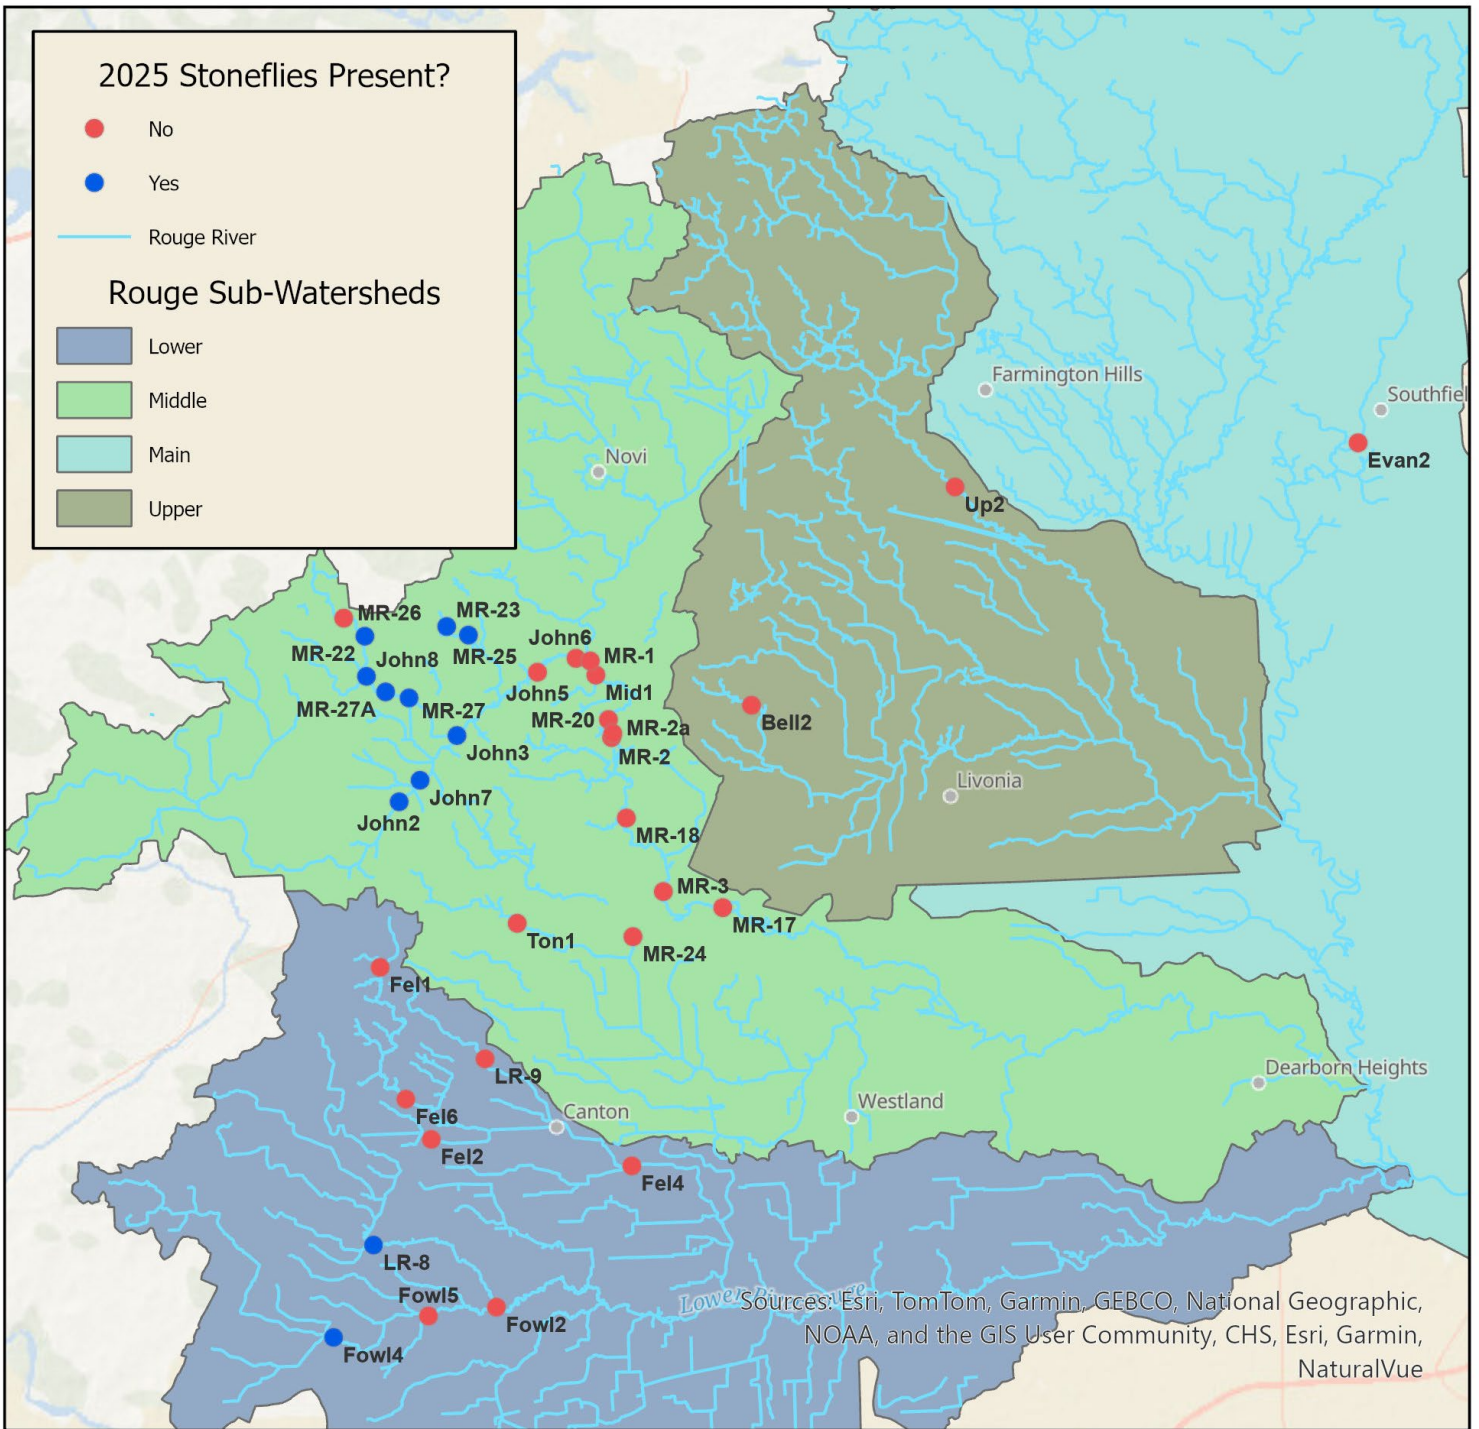 2025 Stoneflies Present?
No
Yes
Rouge River
Rouge Sub-Watersheds
Lower
Middle
Main
Upper
Farmington Hills
Southfiel
Evan2
Novi
Up2
MR-26
MR-23
MR-22
John8
MR-25
John6
MR-1
John5
Mid1
MR-27A
MR-27
MR-20
MR-2a
Bell2
John3
MR-2
Livonia
John7
John2
MR-18
MR-3
MR-17
Ton1
MR-24
Fel1
LR-9
Dearborn Heights
Fel6
Canton
Westland
Fel2
Fel4
LR-8
Fowl5
Fowl2
Fowl4
Lower
Sources: Esri, TomTom, Garmin, GEBCO, National Geographic,
NOAA, and the GIS User Community, CHS, Esri, Garmin,
NaturalVue